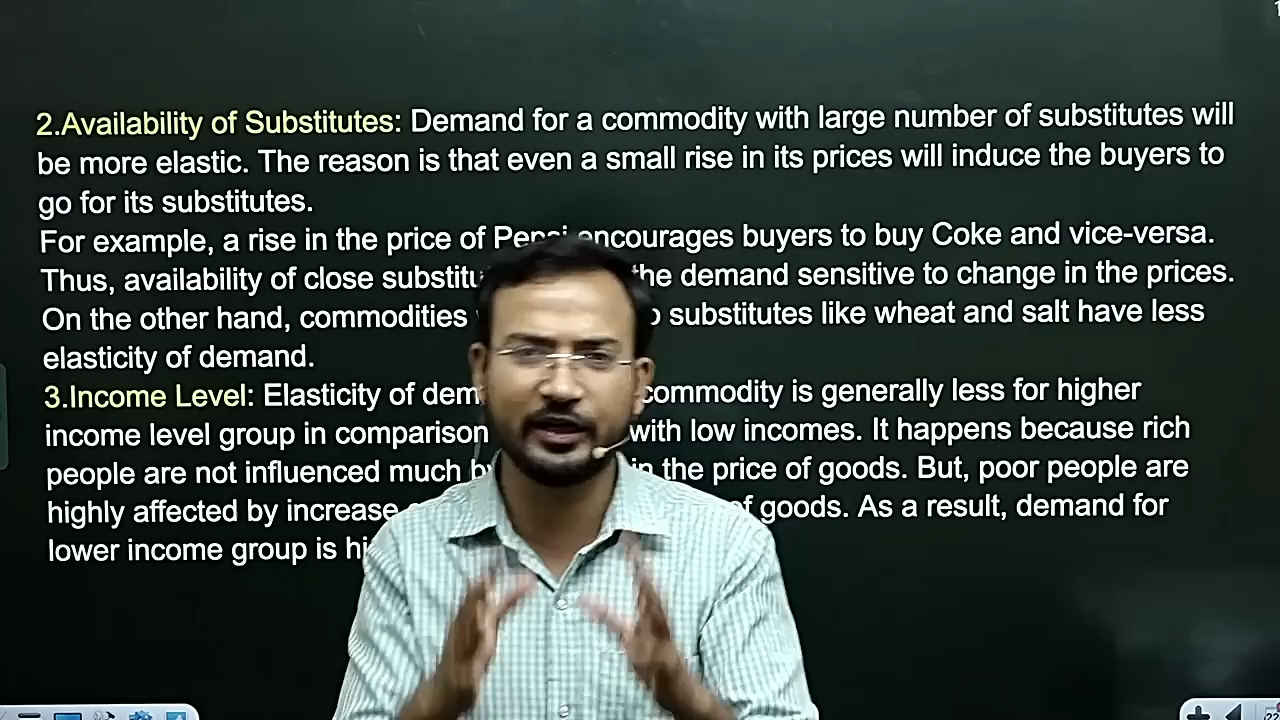 2.Availability of Substitutes: Demand for a commodity with large number of substitutes will
be more elastic. The reason is that even a small rise in its prices will induce the buyers to
go for its substitutes.
For example, a rise in the price of Pepsi encourages buyers to buy Coke and vice-versa.
Thus, availability of close the demand sensitive to change in the prices.
On the other hand, commodities substitutes like wheat and salt have less
elasticity of demand.
3.Income Level: Elasticity of commodity is generally less for higher
income level group in comparison with low incomes. It happens because rich
people are not influenced much in the price of goods. But, poor people are
highly affected by increase of goods. As a result, demand for
lower income group is